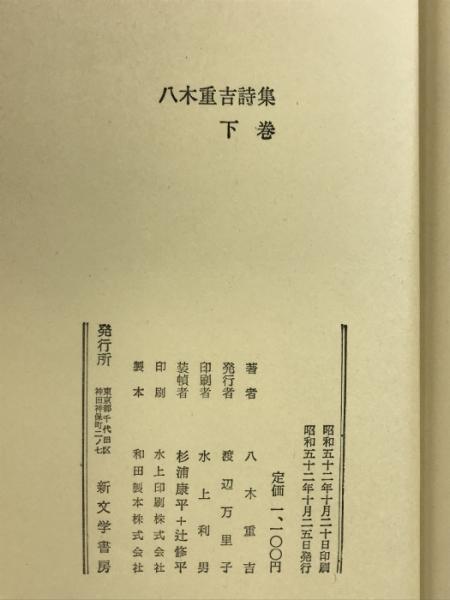 八木重吉詩集
下巻
昭和五十二年十月二十日印刷
昭和五十二年十月二五日発行
定価一、一〇〇円
著者 八木重吉
発行者 渡辺万里子
印刷者 水上利男
装幀者 杉浦康平+辻修平
印刷 水上印刷株式会社
製本 和田製本株式会社
発行所 東京都千代田区神田神保町二ノ七 新文学書房